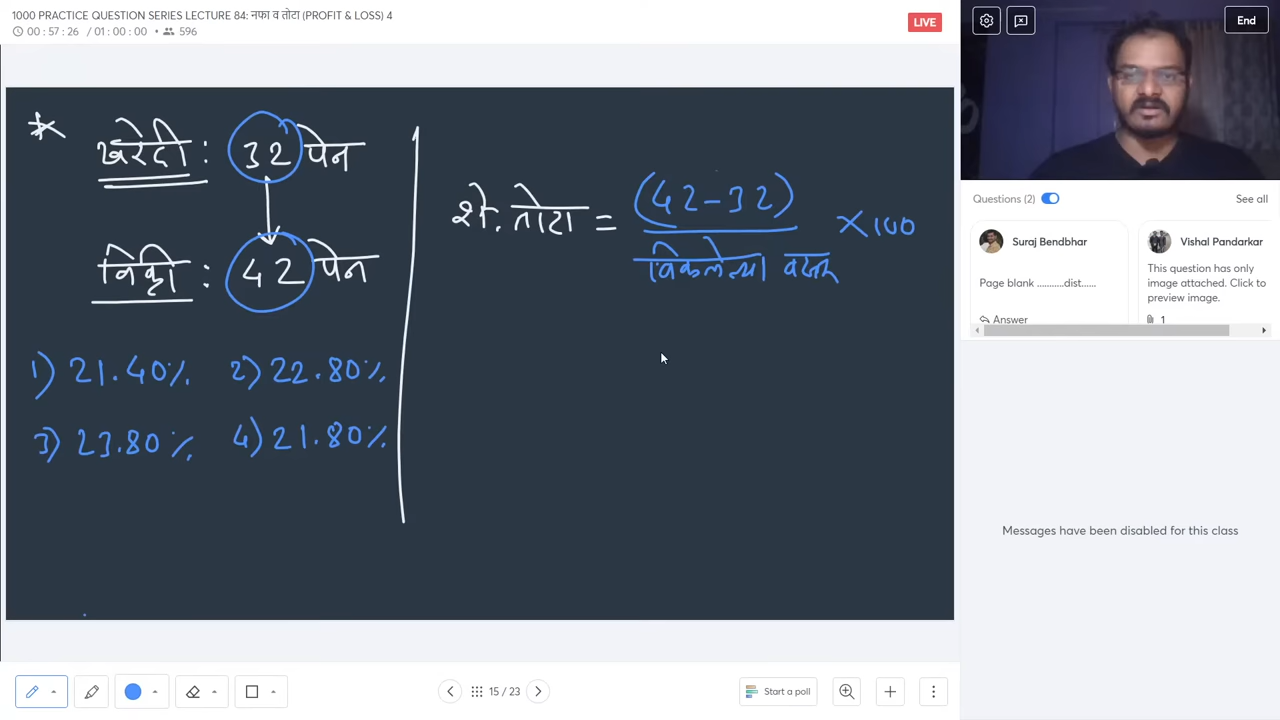 1000 PRACTICE QUESTION SERIES LECTURE 84: नफा व तोटा (PROFIT & LOSS) 4
00 : 57 : 26 / 01 : 00 : 00 • 596
LIVE
End
खरेदी : 32 पेन
विक्री : 42 पेन
1) 21.40% 2) 22.80%
3) 23.80% 4) 21.80%
शे. तोटा = (42-32) × 100
विकलेल्या वस्तू
Questions (2)
See all
Suraj Bendbhar
Page blank ...........dist......
Answer
Vishal Pandarkar
This question has only
image attached. Click to
preview image.
1
Messages have been disabled for this class
15 / 23
Start a poll